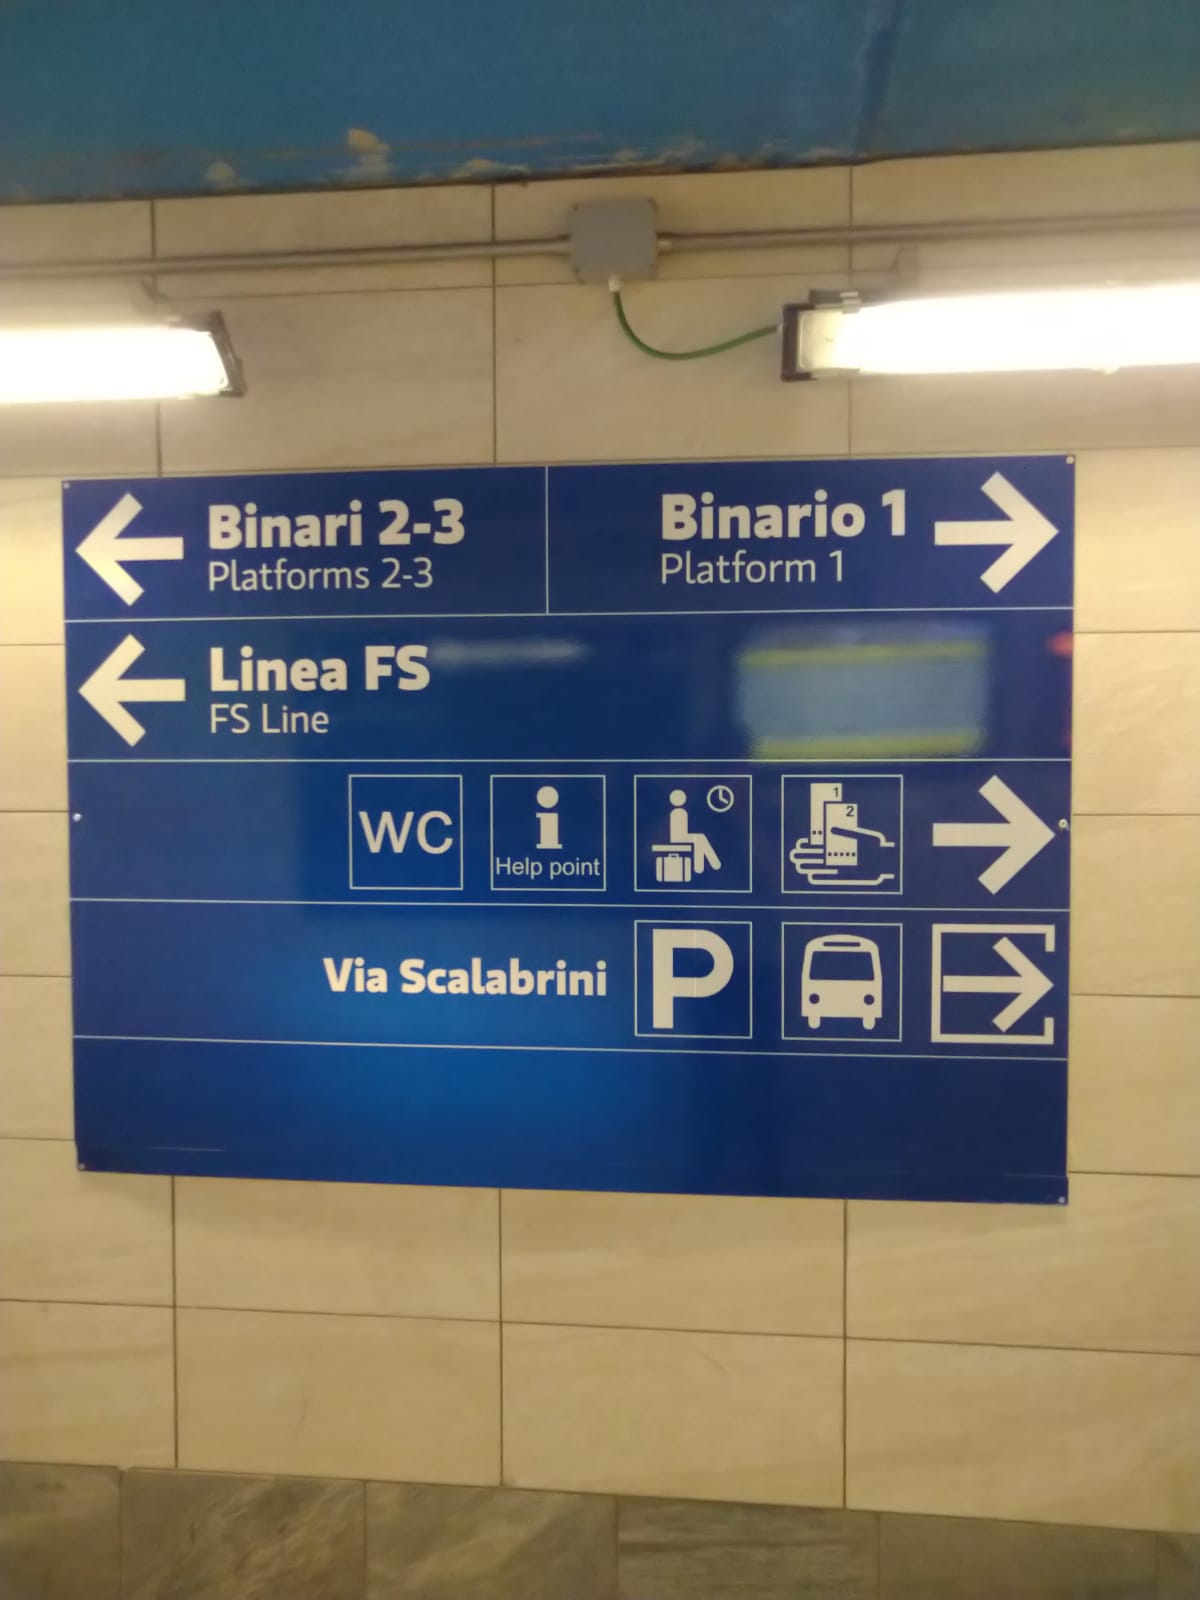 Binari 2-3
Platforms 2-3
Binario 1
Platform 1
Linea FS
FS Line
WC
Help point
1
2
Via Scalabrini
P